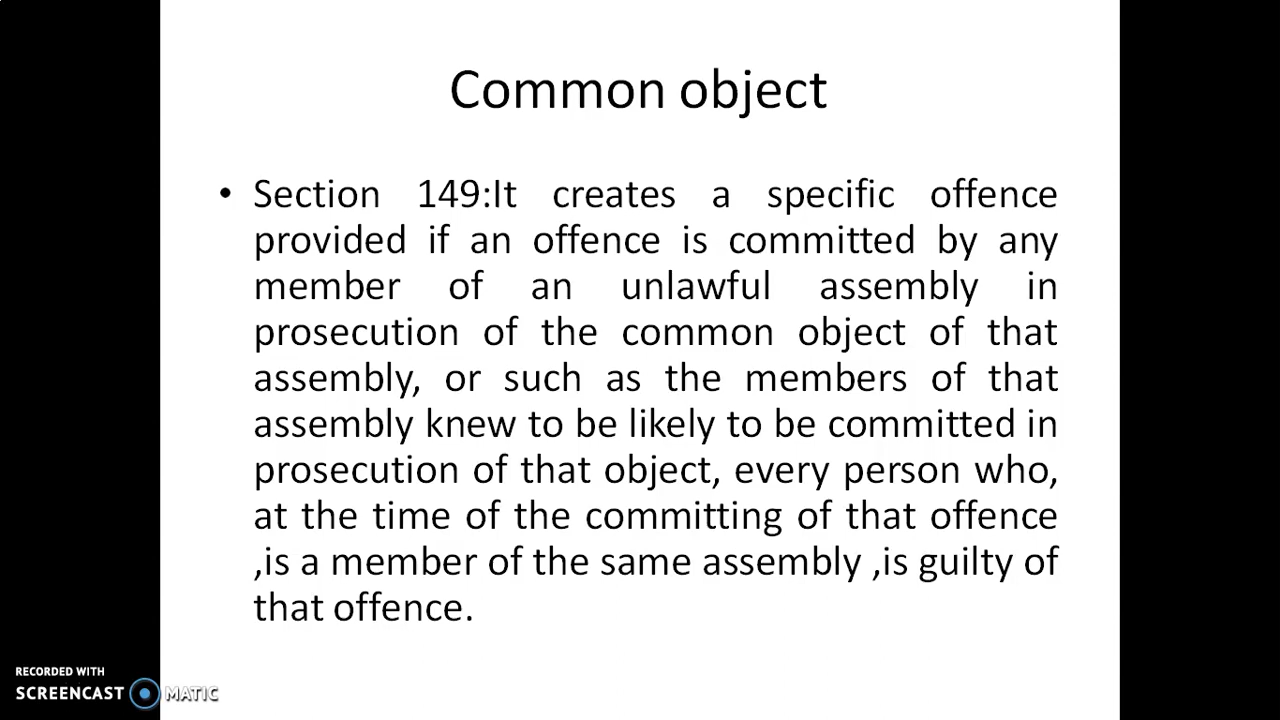 Common object
• Section 149:It creates a specific offence
provided if an offence is committed by any
member of an unlawful assembly in
prosecution of the common object of that
assembly, or such as the members of that
assembly knew to be likely to be committed in
prosecution of that object, every person who,
at the time of the committing of that offence
,is a member of the same assembly ,is guilty of
that offence.
RECORDED WITH
SCREENCAST MATIC